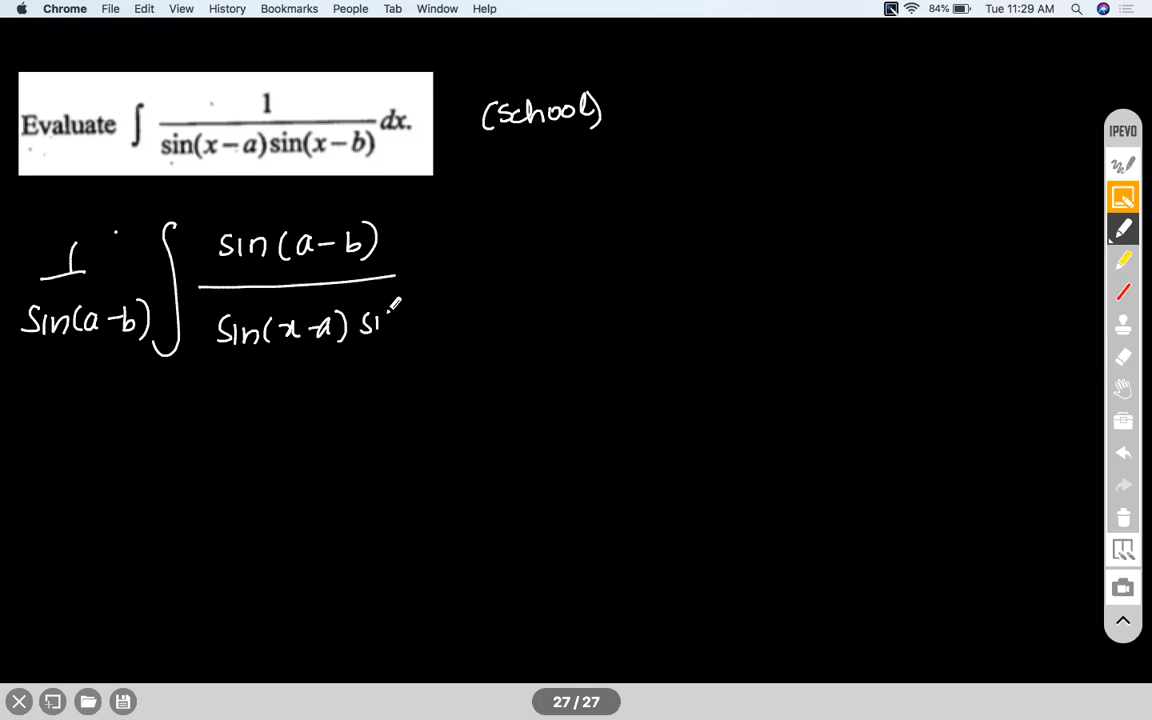 Chrome File Edit View History Bookmarks People Tab Window Help 84% Tue 11:29 AM
Evaluate ∫ 1 / sin(x−a)sin(x−b) dx.
(School)
1 / Sin(a−b) ∫ sin(a−b) / Sin(x−a) si
IPEVO
27 / 27